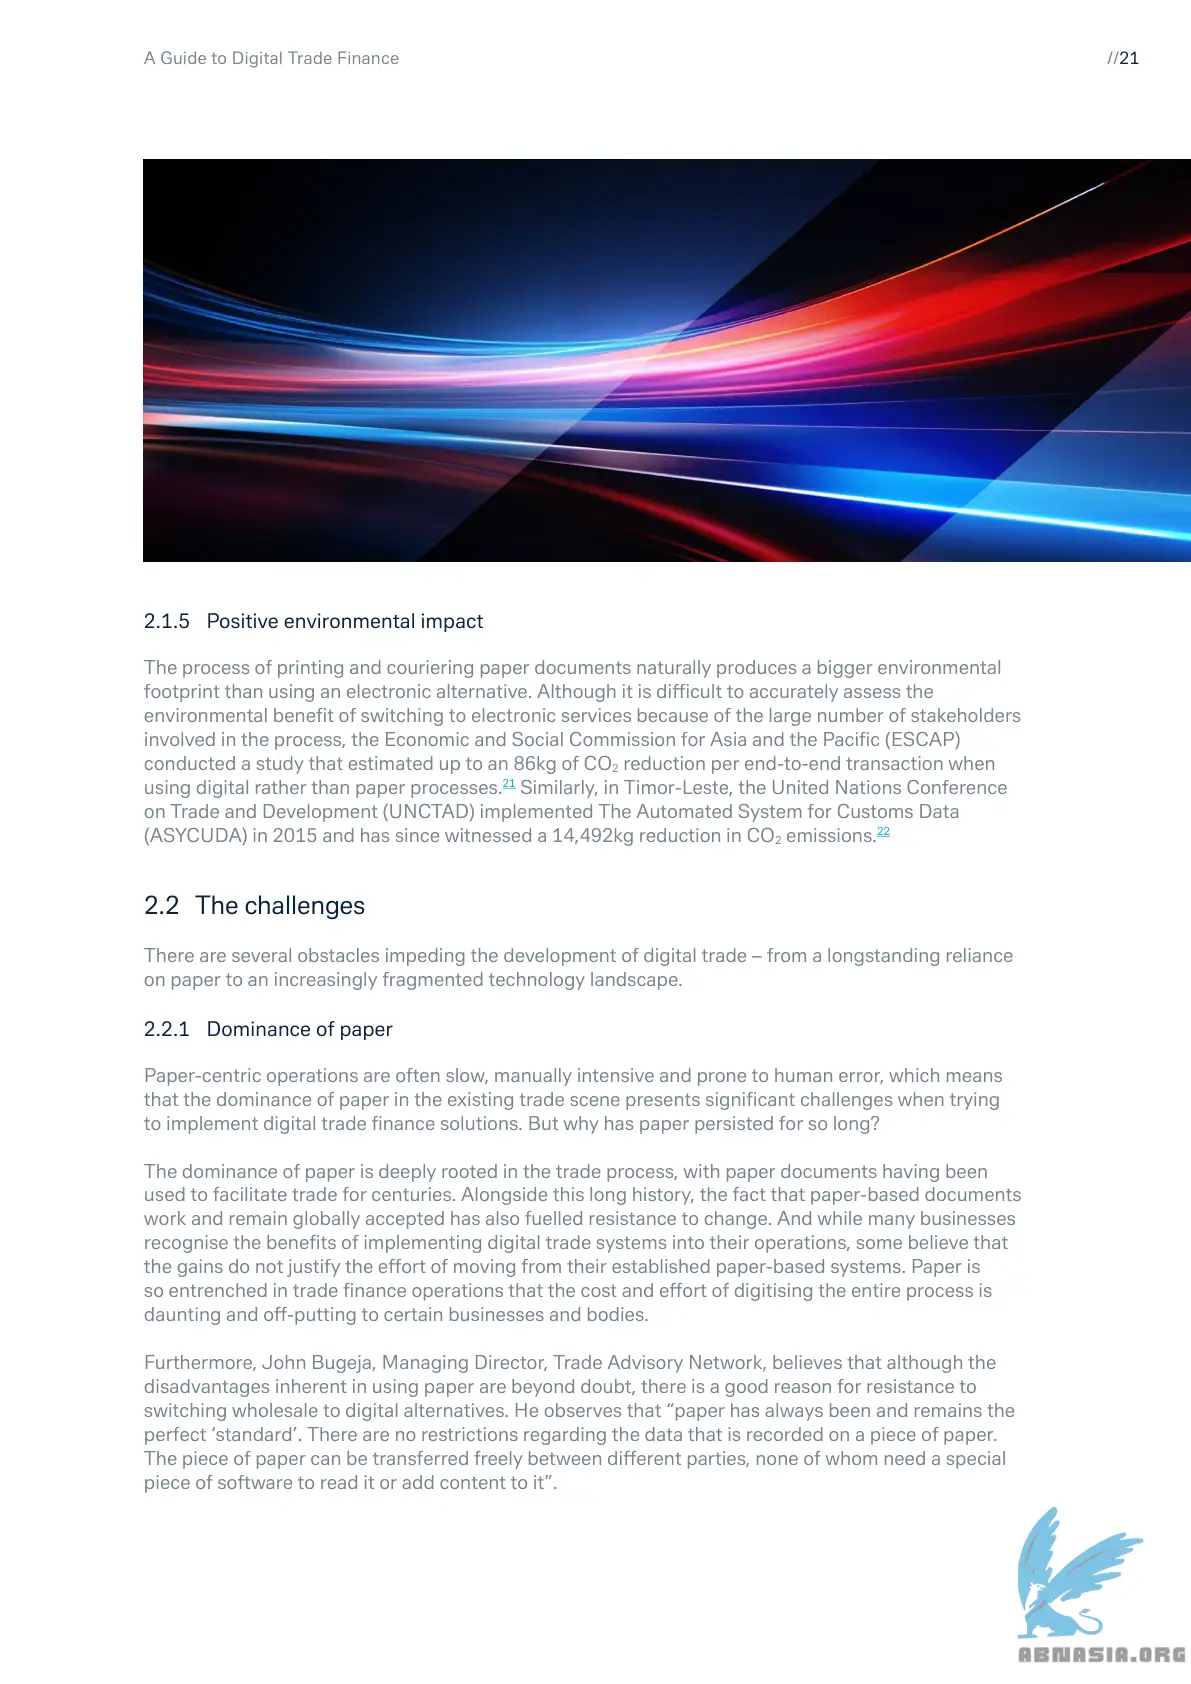 A Guide to Digital Trade Finance
//21
2.1.5 Positive environmental impact
The process of printing and couriering paper documents naturally produces a bigger environmental
footprint than using an electronic alternative. Although it is difficult to accurately assess the
environmental benefit of switching to electronic services because of the large number of stakeholders
involved in the process, the Economic and Social Commission for Asia and the Pacific (ESCAP)
conducted a study that estimated up to an 86kg of CO₂ reduction per end-to-end transaction when
using digital rather than paper processes.²¹ Similarly, in Timor-Leste, the United Nations Conference
on Trade and Development (UNCTAD) implemented The Automated System for Customs Data
(ASYCUDA) in 2015 and has since witnessed a 14,492kg reduction in CO₂ emissions.²²
2.2 The challenges
There are several obstacles impeding the development of digital trade – from a longstanding reliance
on paper to an increasingly fragmented technology landscape.
2.2.1 Dominance of paper
Paper-centric operations are often slow, manually intensive and prone to human error, which means
that the dominance of paper in the existing trade scene presents significant challenges when trying
to implement digital trade finance solutions. But why has paper persisted for so long?
The dominance of paper is deeply rooted in the trade process, with paper documents having been
used to facilitate trade for centuries. Alongside this long history, the fact that paper-based documents
work and remain globally accepted has also fuelled resistance to change. And while many businesses
recognise the benefits of implementing digital trade systems into their operations, some believe that
the gains do not justify the effort of moving from their established paper-based systems. Paper is
so entrenched in trade finance operations that the cost and effort of digitising the entire process is
daunting and off-putting to certain businesses and bodies.
Furthermore, John Bugeja, Managing Director, Trade Advisory Network, believes that although the
disadvantages inherent in using paper are beyond doubt, there is a good reason for resistance to
switching wholesale to digital alternatives. He observes that “paper has always been and remains the
perfect ‘standard’. There are no restrictions regarding the data that is recorded on a piece of paper.
The piece of paper can be transferred freely between different parties, none of whom need a special
piece of software to read it or add content to it”.
ABNASIA.ORG